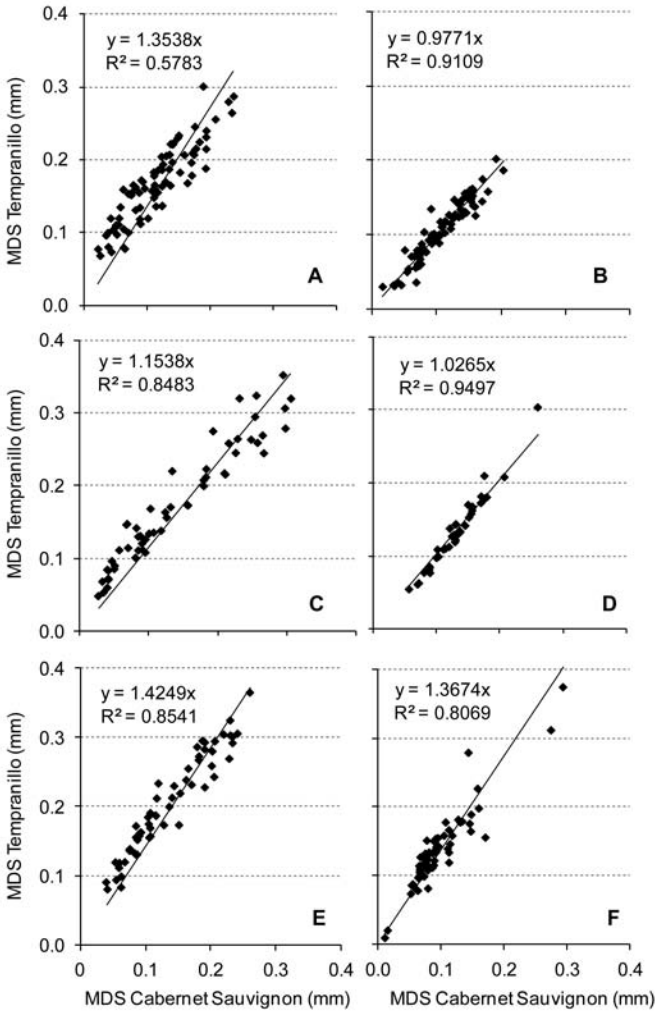 0.4
0.3
0.2
0.1
0.0
MDS Tempranillo (mm)
y = 1.3538x
R² = 0.5783
A
y = 0.9771x
R² = 0.9109
B
0.4
0.3
0.2
0.1
0.0
MDS Tempranillo (mm)
y = 1.1538x
R² = 0.8483
C
y = 1.0265x
R² = 0.9497
D
0.4
0.3
0.2
0.1
0.0
MDS Tempranillo (mm)
y = 1.4249x
R² = 0.8541
E
y = 1.3674x
R² = 0.8069
F
0.0 0.1 0.2 0.3 0.4
0.0 0.1 0.2 0.3 0.4
MDS Cabernet Sauvignon (mm)
MDS Cabernet Sauvignon (mm)